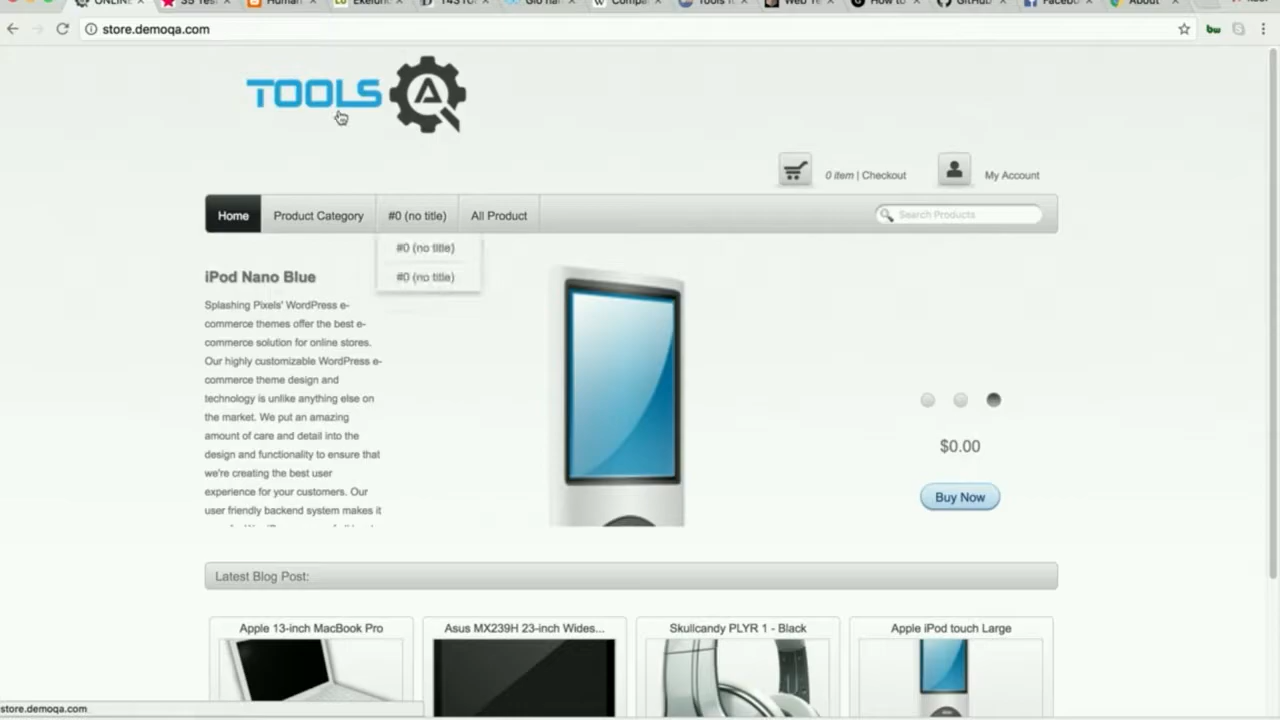 store.demoqa.com
TOOLS
0 item | Checkout
My Account
Home
Product Category
#0 (no title)
All Product
Search Products
#0 (no title)
#0 (no title)
iPod Nano Blue
Splashing Pixels' WordPress e-
commerce themes offer the best e-
commerce solution for online stores.
Our highly customizable WordPress e-
commerce theme design and
technology is unlike anything else on
the market. We put an amazing
amount of care and detail into the
design and functionality to ensure that
we're creating the best user
experience for your customers. Our
user friendly backend system makes it
$0.00
Buy Now
Latest Blog Post:
Apple 13-inch MacBook Pro
Asus MX239H 23-inch Wides...
Skullcandy PLYR 1 - Black
Apple iPod touch Large
store.demoqa.com